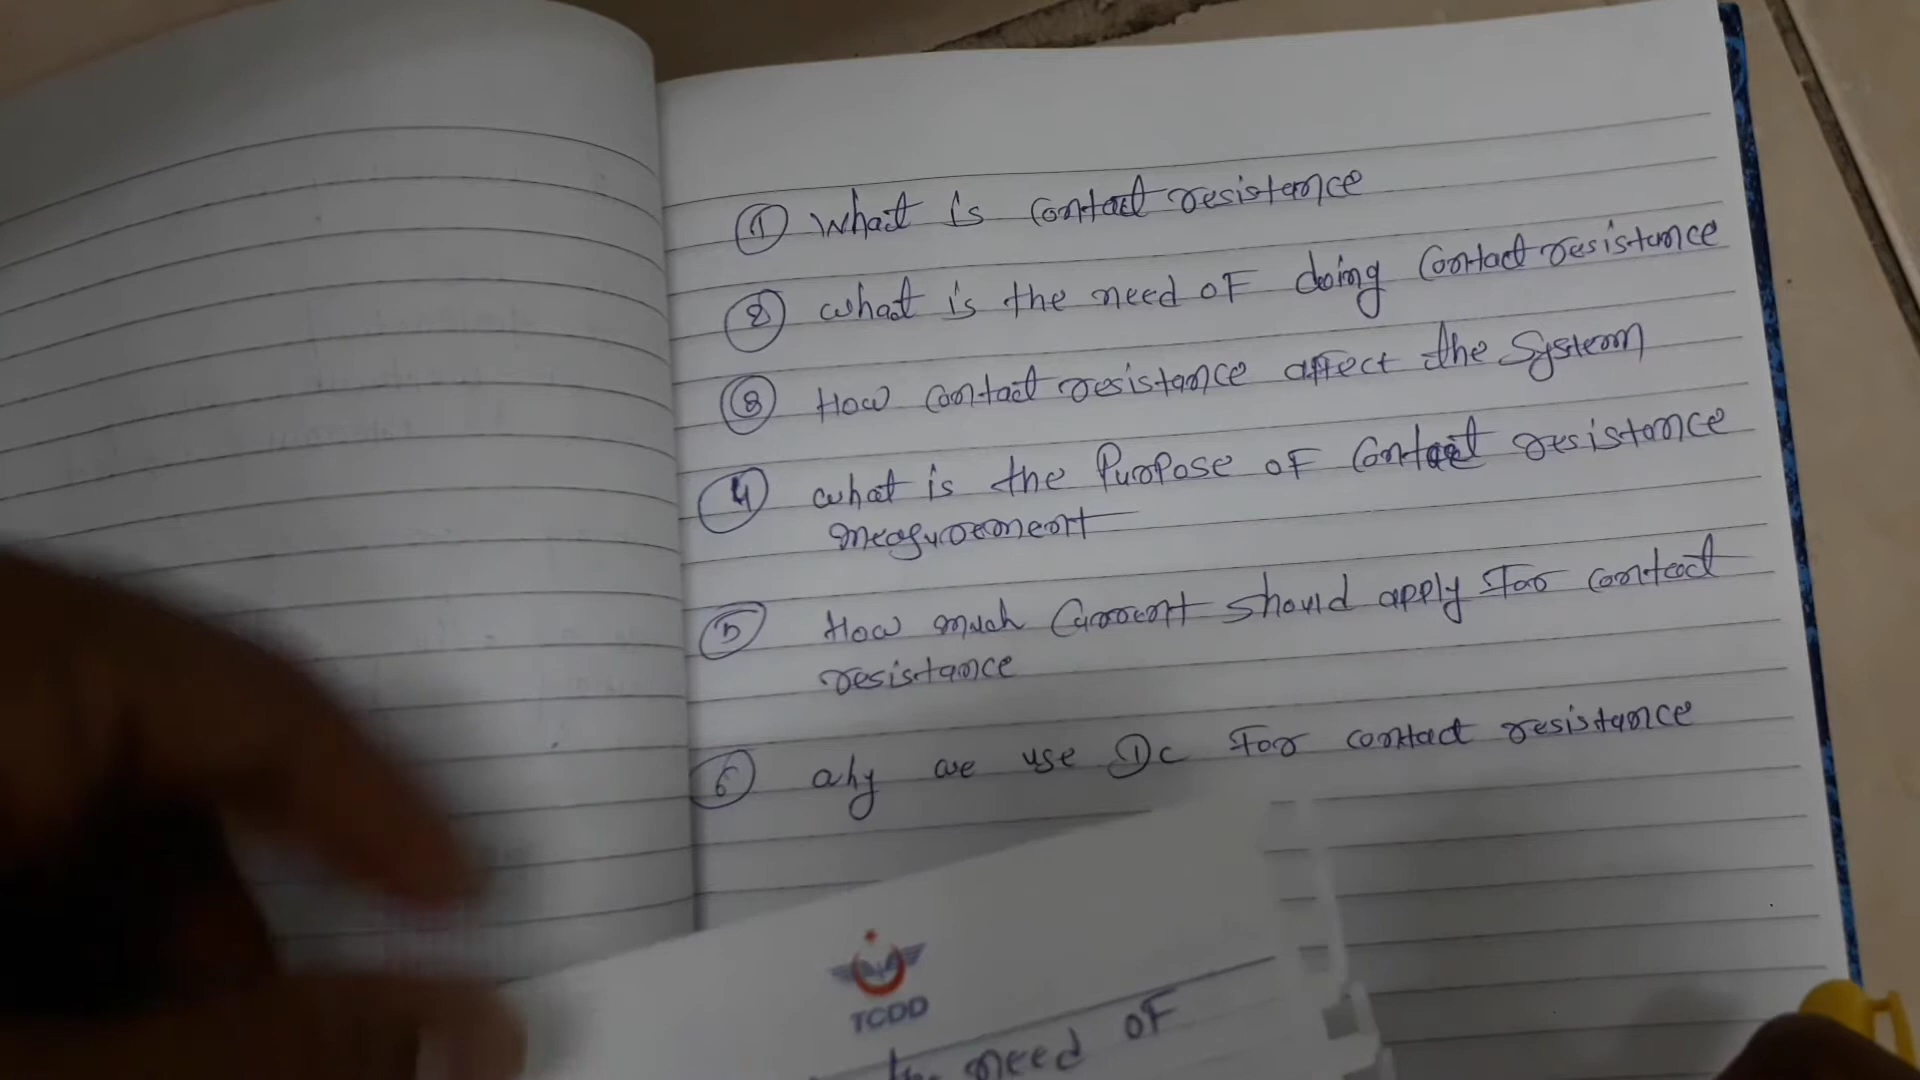 ① What is contact resistance
② what is the need of doing contact resistance
③ How contact resistance affect the system
④ what is the Purpose of contact resistance
measurement
⑤ How much Current should apply for contact
resistance
⑥ why we use Dc for contact resistance
TCDD
need of